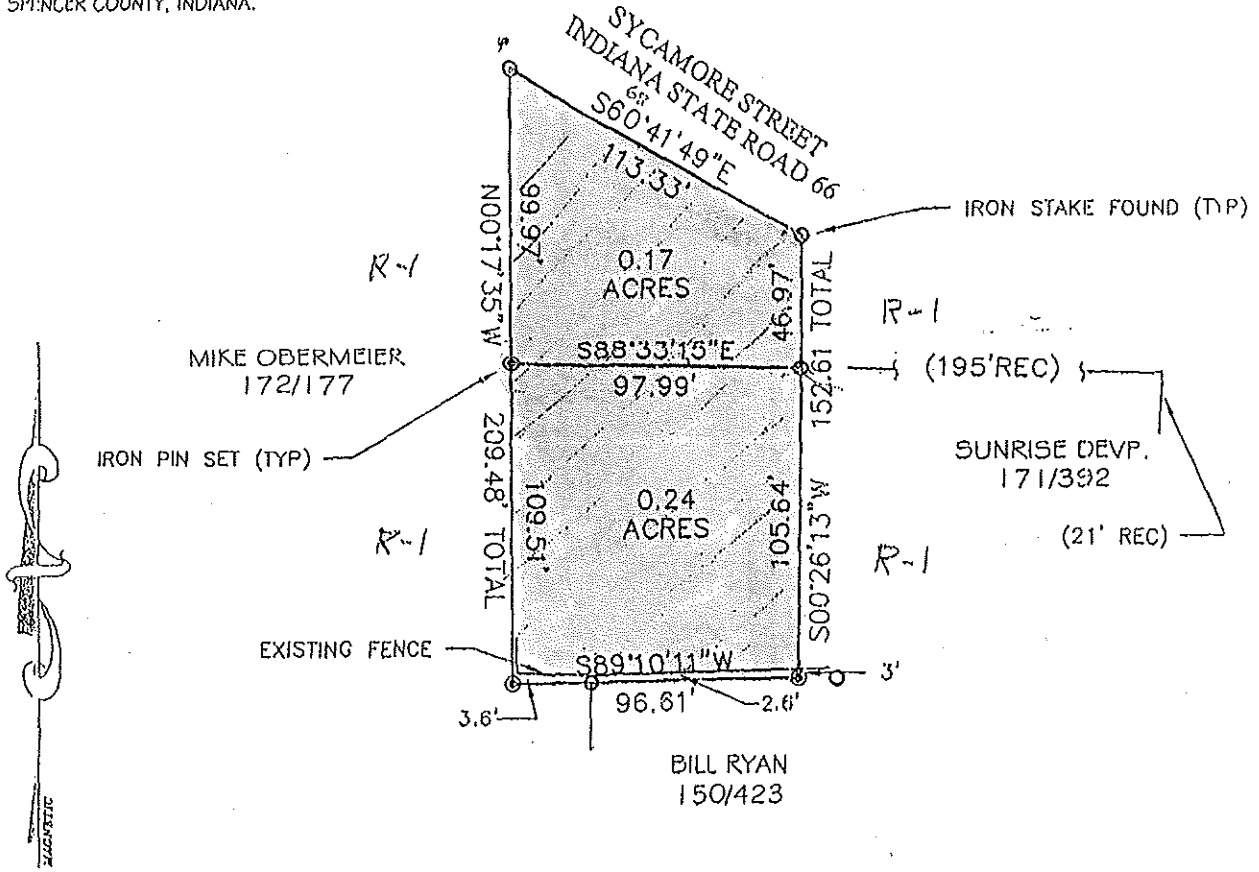 SPENCER COUNTY, INDIANA.
SYCAMORE STREET
INDIANA STATE ROAD 66
S60°41'49"E
113.33'
IRON STAKE FOUND (TYP)
N00°17'35"W
99.97'
R-1
0.17
ACRES
46.97'
152.61 TOTAL
R-1
MIKE OBERMEIER
172/177
S88°33'15"E
97.99'
(195'REC)
IRON PIN SET (TYP)
209.48' TOTAL
109.51'
0.24
ACRES
105.64'
S00°26'13"W
SUNRISE DEVP.
171/392
(21' REC)
R-1
R-1
EXISTING FENCE
S89°10'11"W
3'
3.6'
96.61'
2.6'
BILL RYAN
150/423
MAGNETIC